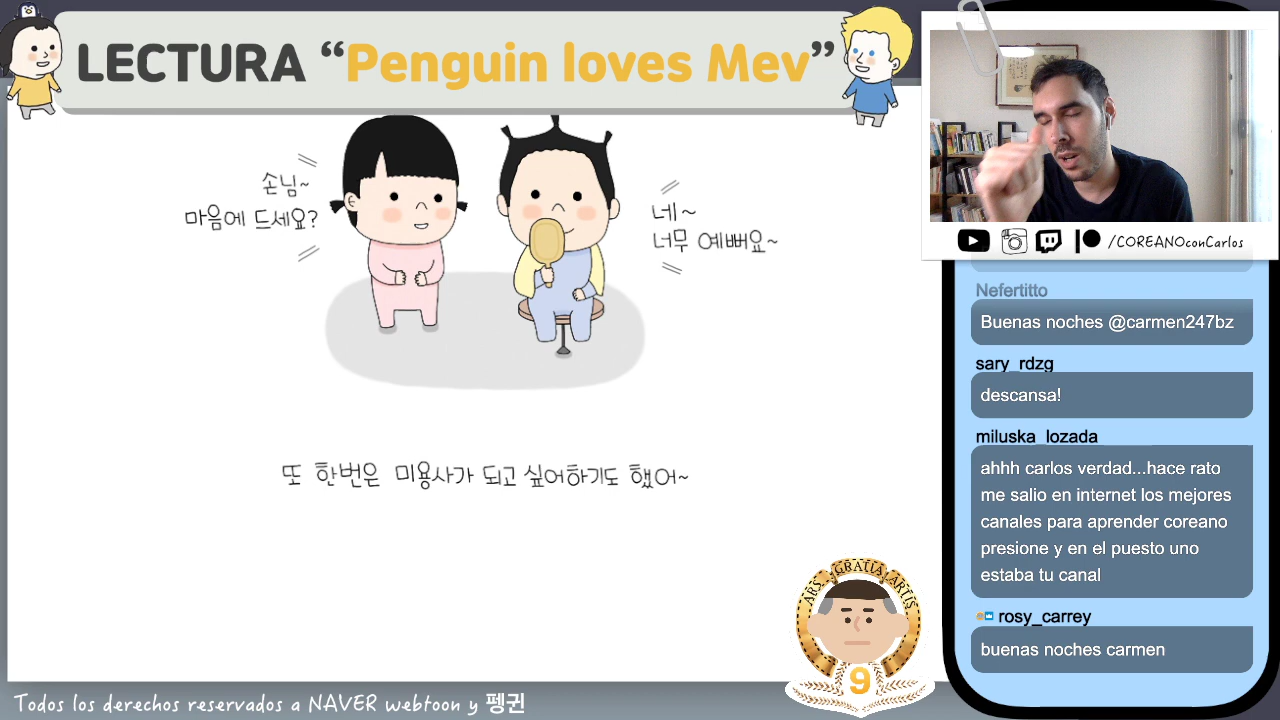 LECTURA “Penguin loves Mev”
손님~
마음에 드세요?
네~
너무 예뻐요~
또 한번은 미용사가 되고 싶어하기도 했어~
ARS GRATIA ARTIS
9
Todos los derechos reservados a NAVER webtoon y 펭귄
/COREANOconCarlos
Nefertitto
Buenas noches @carmen247bz
sary_rdzg
descansa!
miluska_lozada
ahhh carlos verdad...hace rato
me salio en internet los mejores
canales para aprender coreano
presione y en el puesto uno
estaba tu canal
rosy_carrey
buenas noches carmen